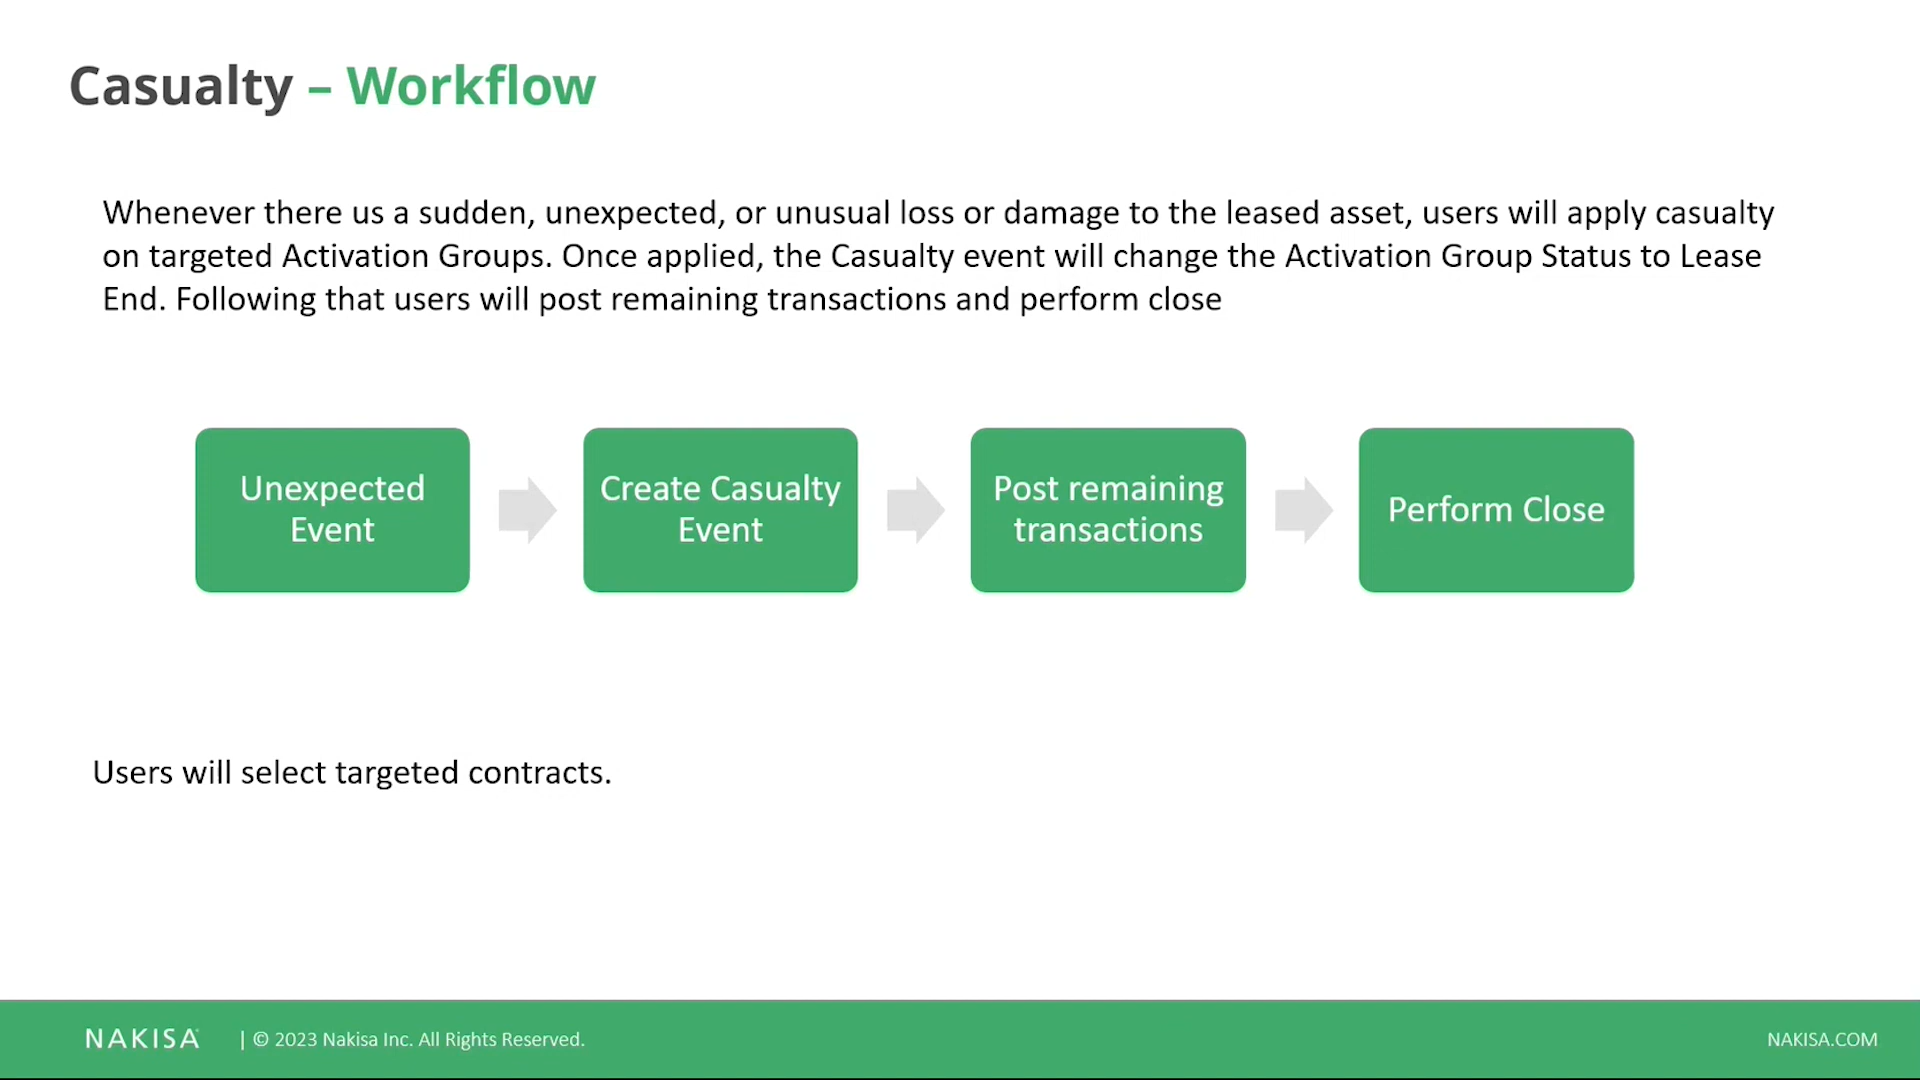 Casualty – Workflow
Whenever there us a sudden, unexpected, or unusual loss or damage to the leased asset, users will apply casualty
on targeted Activation Groups. Once applied, the Casualty event will change the Activation Group Status to Lease
End. Following that users will post remaining transactions and perform close
Unexpected
Event
Create Casualty
Event
Post remaining
transactions
Perform Close
Users will select targeted contracts.
NAKISA | © 2023 Nakisa Inc. All Rights Reserved.
NAKISA.COM